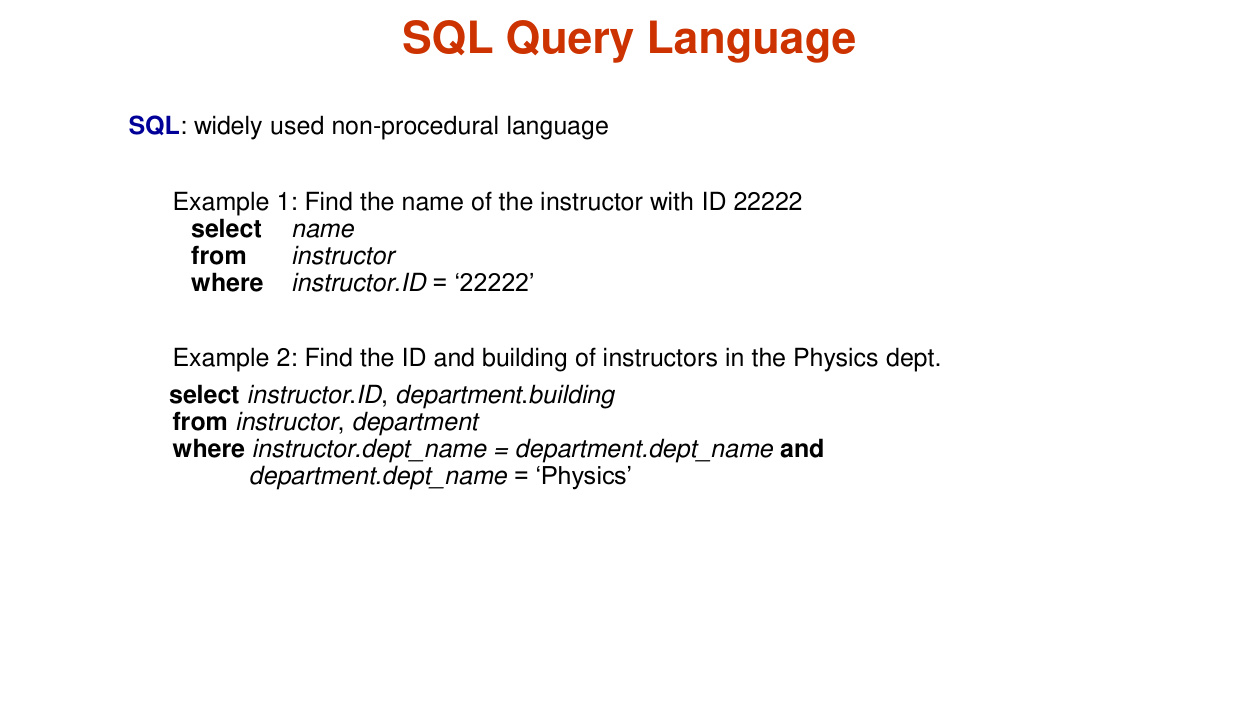 SQL Query Language
SQL: widely used non-procedural language
Example 1: Find the name of the instructor with ID 22222
select name
from instructor
where instructor.ID = ‘22222’
Example 2: Find the ID and building of instructors in the Physics dept.
select instructor.ID, department.building
from instructor, department
where instructor.dept_name = department.dept_name and
department.dept_name = ‘Physics’